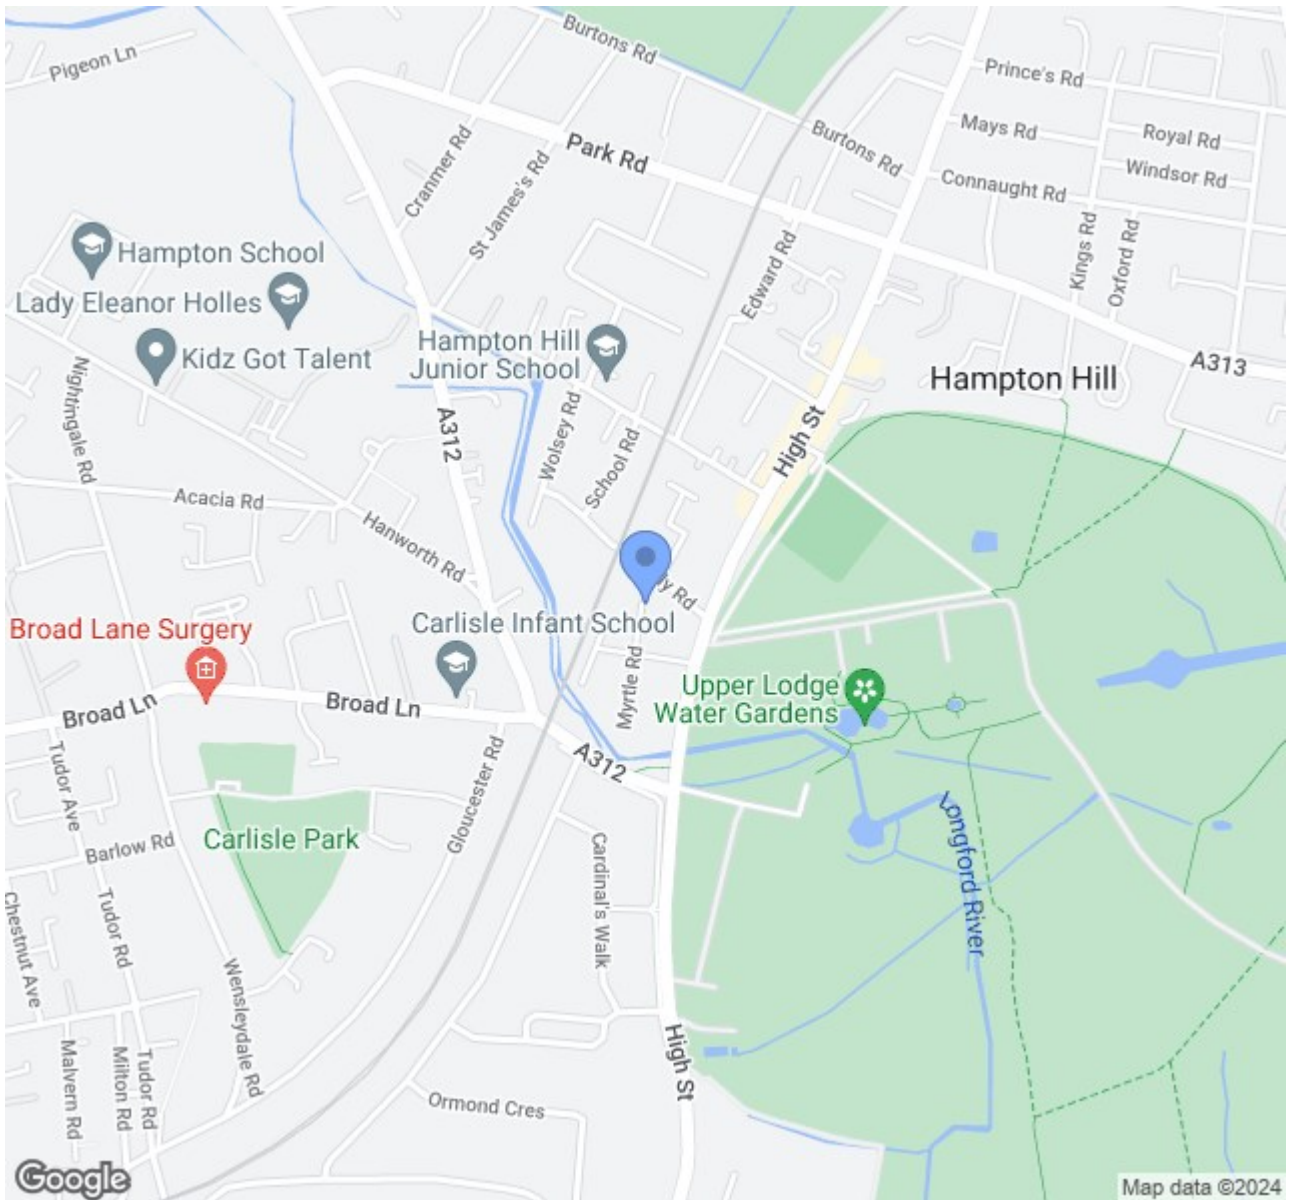 Burtons Rd
Pigeon Ln
Prince's Rd
Mays Rd
Royal Rd
Park Rd
Burtons Rd
Windsor Rd
Cranmer Rd
St James's Rd
Connaught Rd
Kings Rd
Oxford Rd
Hampton School
Edward Rd
Lady Eleanor Holles
Hampton Hill
Junior School
Kidz Got Talent
A313
Hampton Hill
Nightingale Rd
A312
Wolsey Rd
School Rd
High St
Acacia Rd
Hanworth Rd
Rd
Carlisle Infant School
Broad Lane Surgery
Myrtle Rd
Upper Lodge
Water Gardens
Broad Ln
Broad Ln
A312
Tudor Ave
Gloucester Rd
Carlisle Park
Barlow Rd
Longford River
Cardinal's Walk
Chestnut Ave
Tudor Rd
Wensleydale Rd
High St
Malvern Rd
Milton Rd
Tudor Rd
Ormond Cres
Google
Map data ©2024